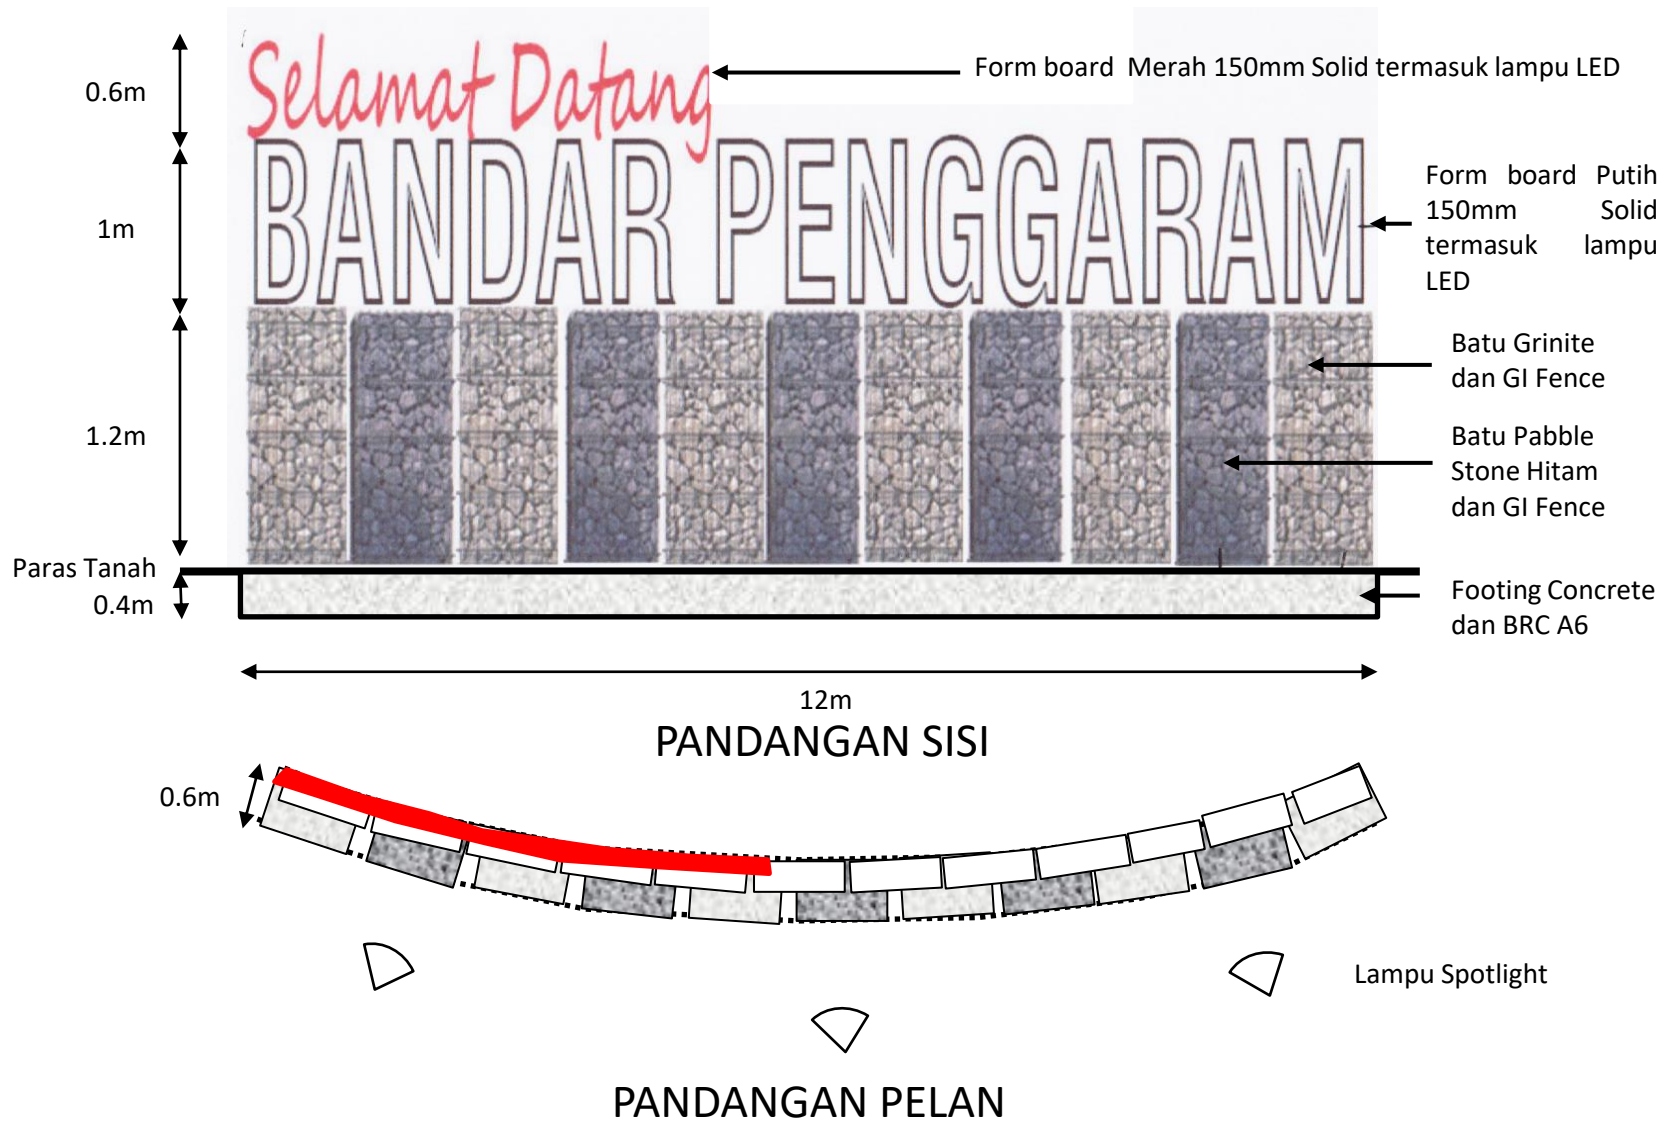 Selamat Datang
0.6m
Form board Merah 150mm Solid termasuk lampu LED
BANDAR PENGGARAM
1m
Form board Putih
150mm Solid
termasuk lampu
LED
1.2m
Batu Grinite
dan GI Fence
Batu Pabble
Stone Hitam
dan GI Fence
Paras Tanah
0.4m
Footing Concrete
dan BRC A6
12m
PANDANGAN SISI
0.6m
Lampu Spotlight
PANDANGAN PELAN